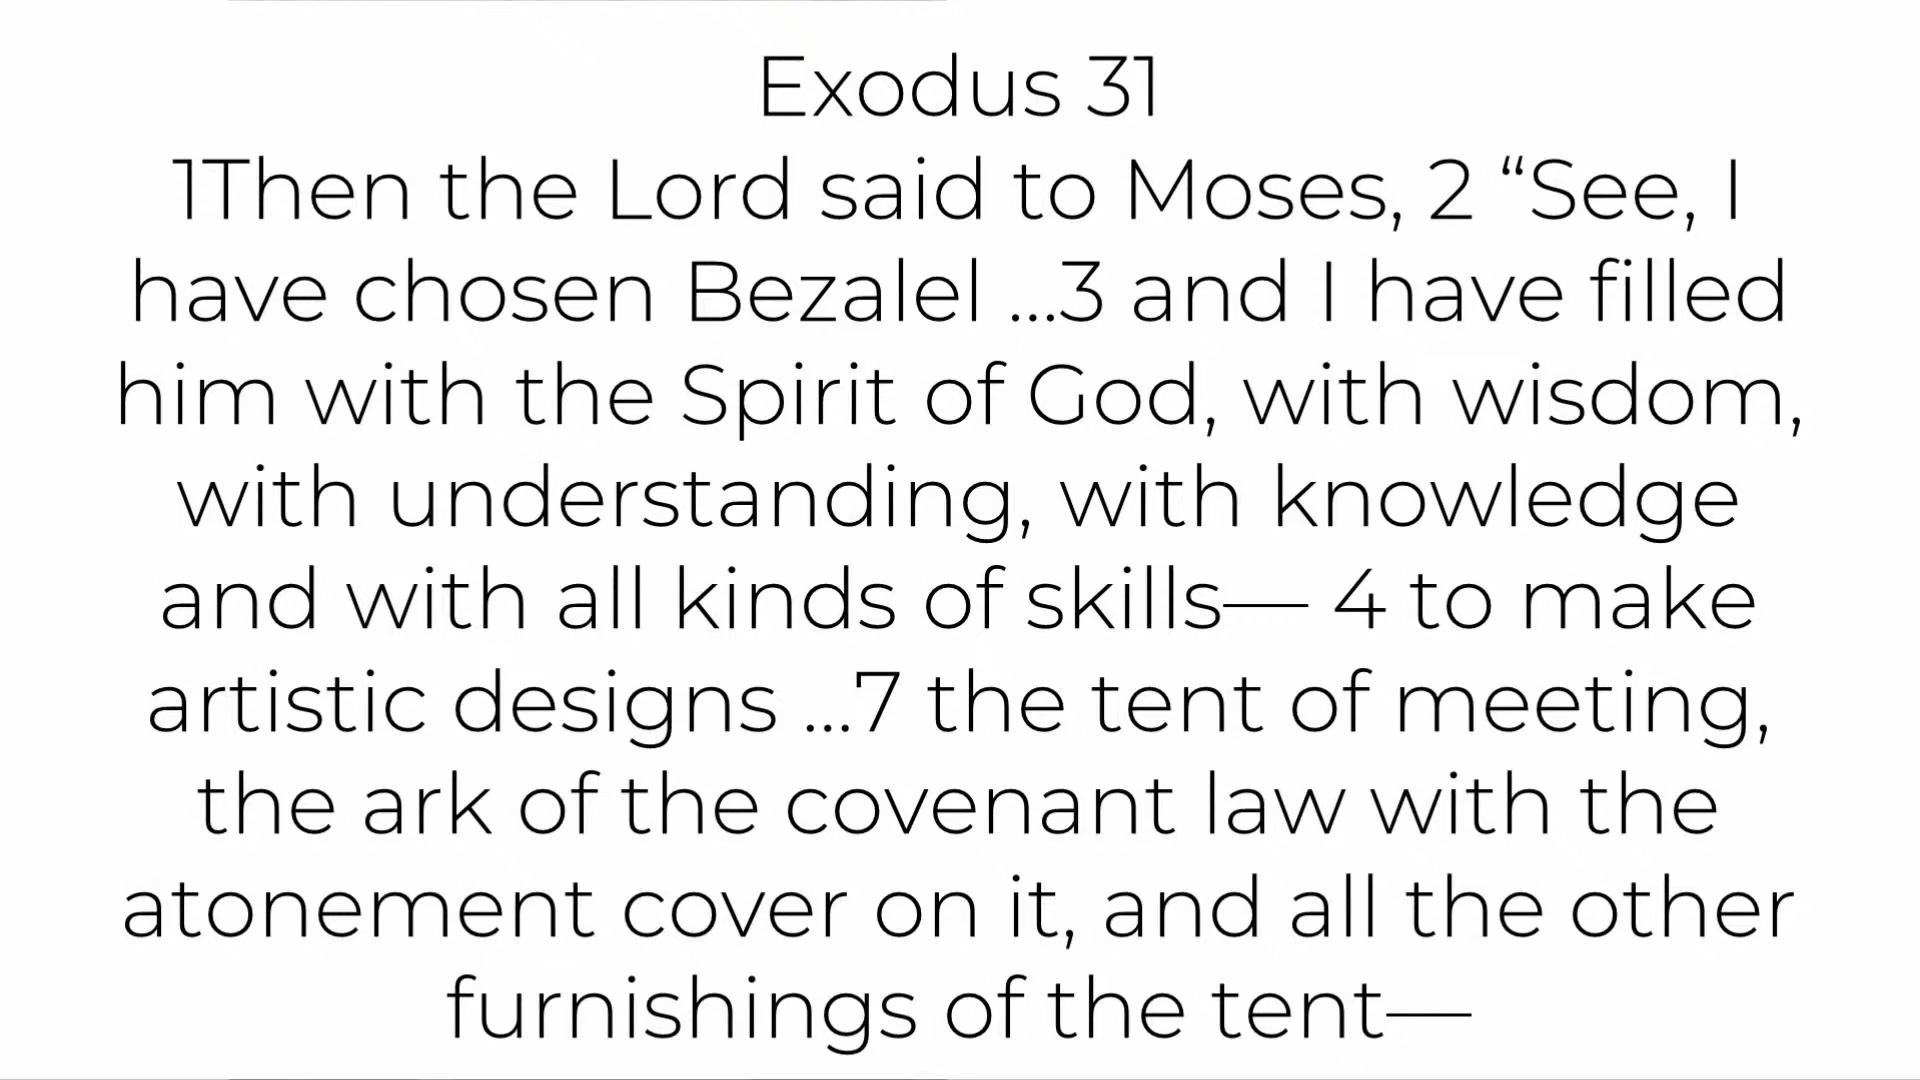 Exodus 31
1Then the Lord said to Moses, 2 “See, I
have chosen Bezalel ...3 and I have filled
him with the Spirit of God, with wisdom,
with understanding, with knowledge
and with all kinds of skills— 4 to make
artistic designs ...7 the tent of meeting,
the ark of the covenant law with the
atonement cover on it, and all the other
furnishings of the tent—